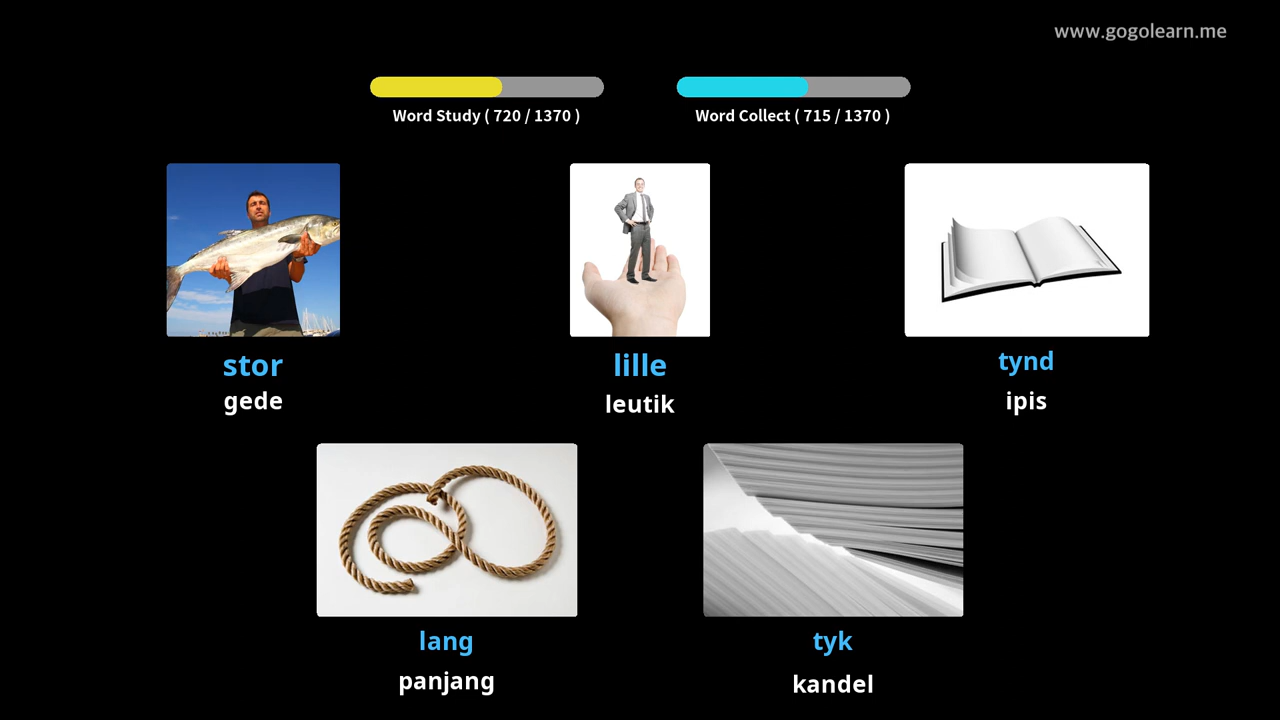 www.gogolearn.me
Word Study ( 720 / 1370 )
Word Collect ( 715 / 1370 )
stor
gede
lille
leutik
tynd
ipis
lang
panjang
tyk
kandel